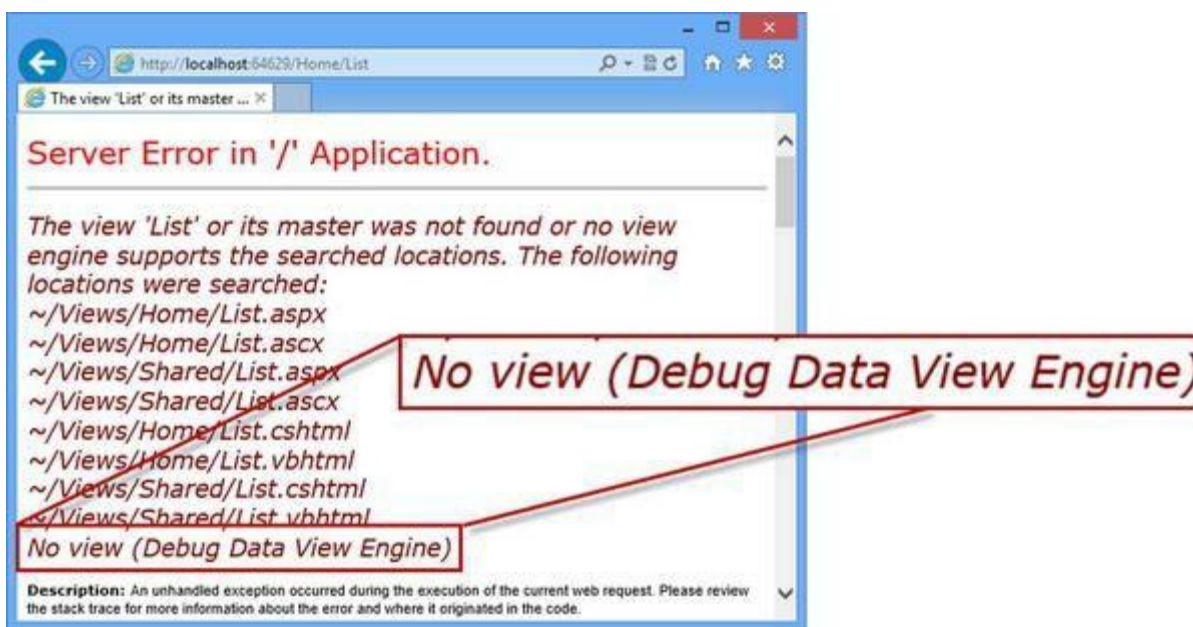 http://localhost:64629/Home/List
The view 'List' or its master ...
Server Error in '/' Application.
The view 'List' or its master was not found or no view
engine supports the searched locations. The following
locations were searched:
~/Views/Home/List.aspx
~/Views/Home/List.ascx
~/Views/Shared/List.aspx
~/Views/Shared/List.ascx
~/Views/Home/List.cshtml
~/Views/Home/List.vbhtml
~/Views/Shared/List.cshtml
~/Views/Shared/List.vbhtml
No view (Debug Data View Engine)
No view (Debug Data View Engine)
Description: An unhandled exception occurred during the execution of the current web request. Please review
the stack trace for more information about the error and where it originated in the code.